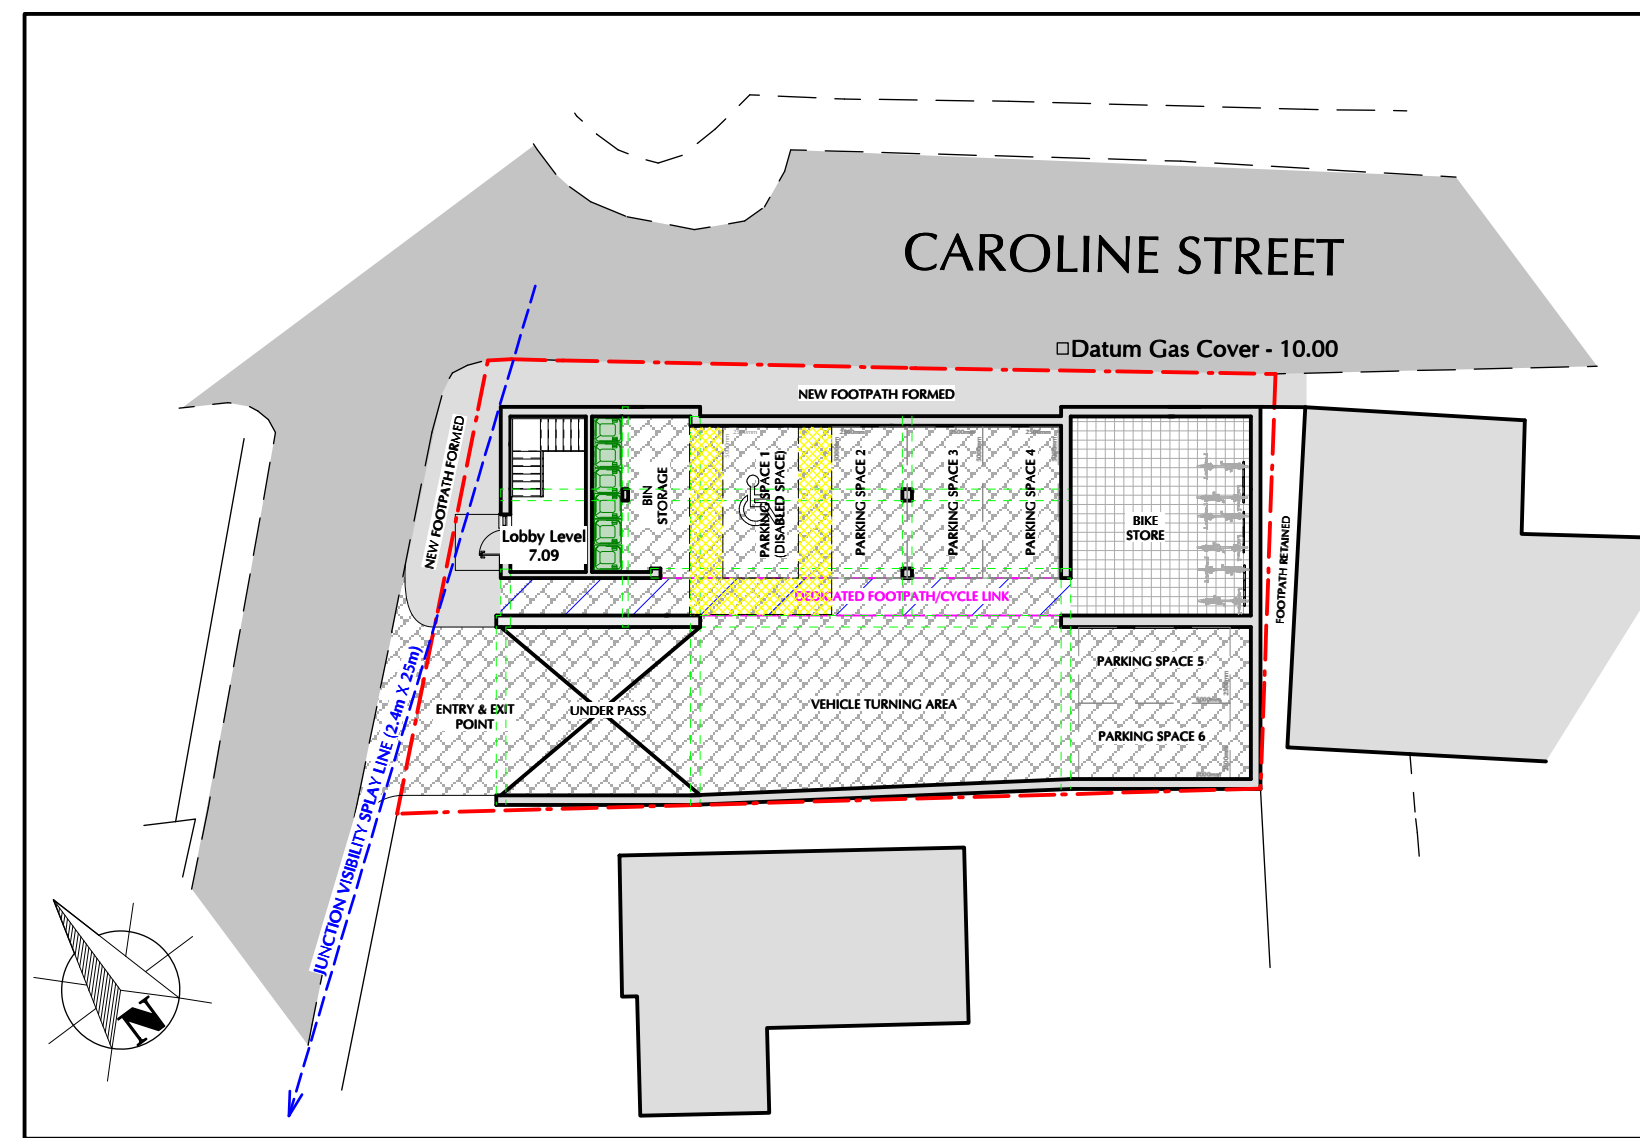 CAROLINE STREET
Datum Gas Cover - 10.00
NEW FOOTPATH FORMED
NEW FOOTPATH FORMED
BIN
STORAGE
PARKING SPACE 1
(DISABLED SPACE)
PARKING SPACE 2
PARKING SPACE 3
PARKING SPACE 4
BIKE
STORE
FOOTPATH RETAINED
Lobby Level
7.09
DEDICATED FOOTPATH/CYCLE LINK
PARKING SPACE 5
ENTRY & EXIT
POINT
UNDER PASS
VEHICLE TURNING AREA
PARKING SPACE 6
JUNCTION VISIBILITY SPLAY LINE (2.4m X 25m)
N